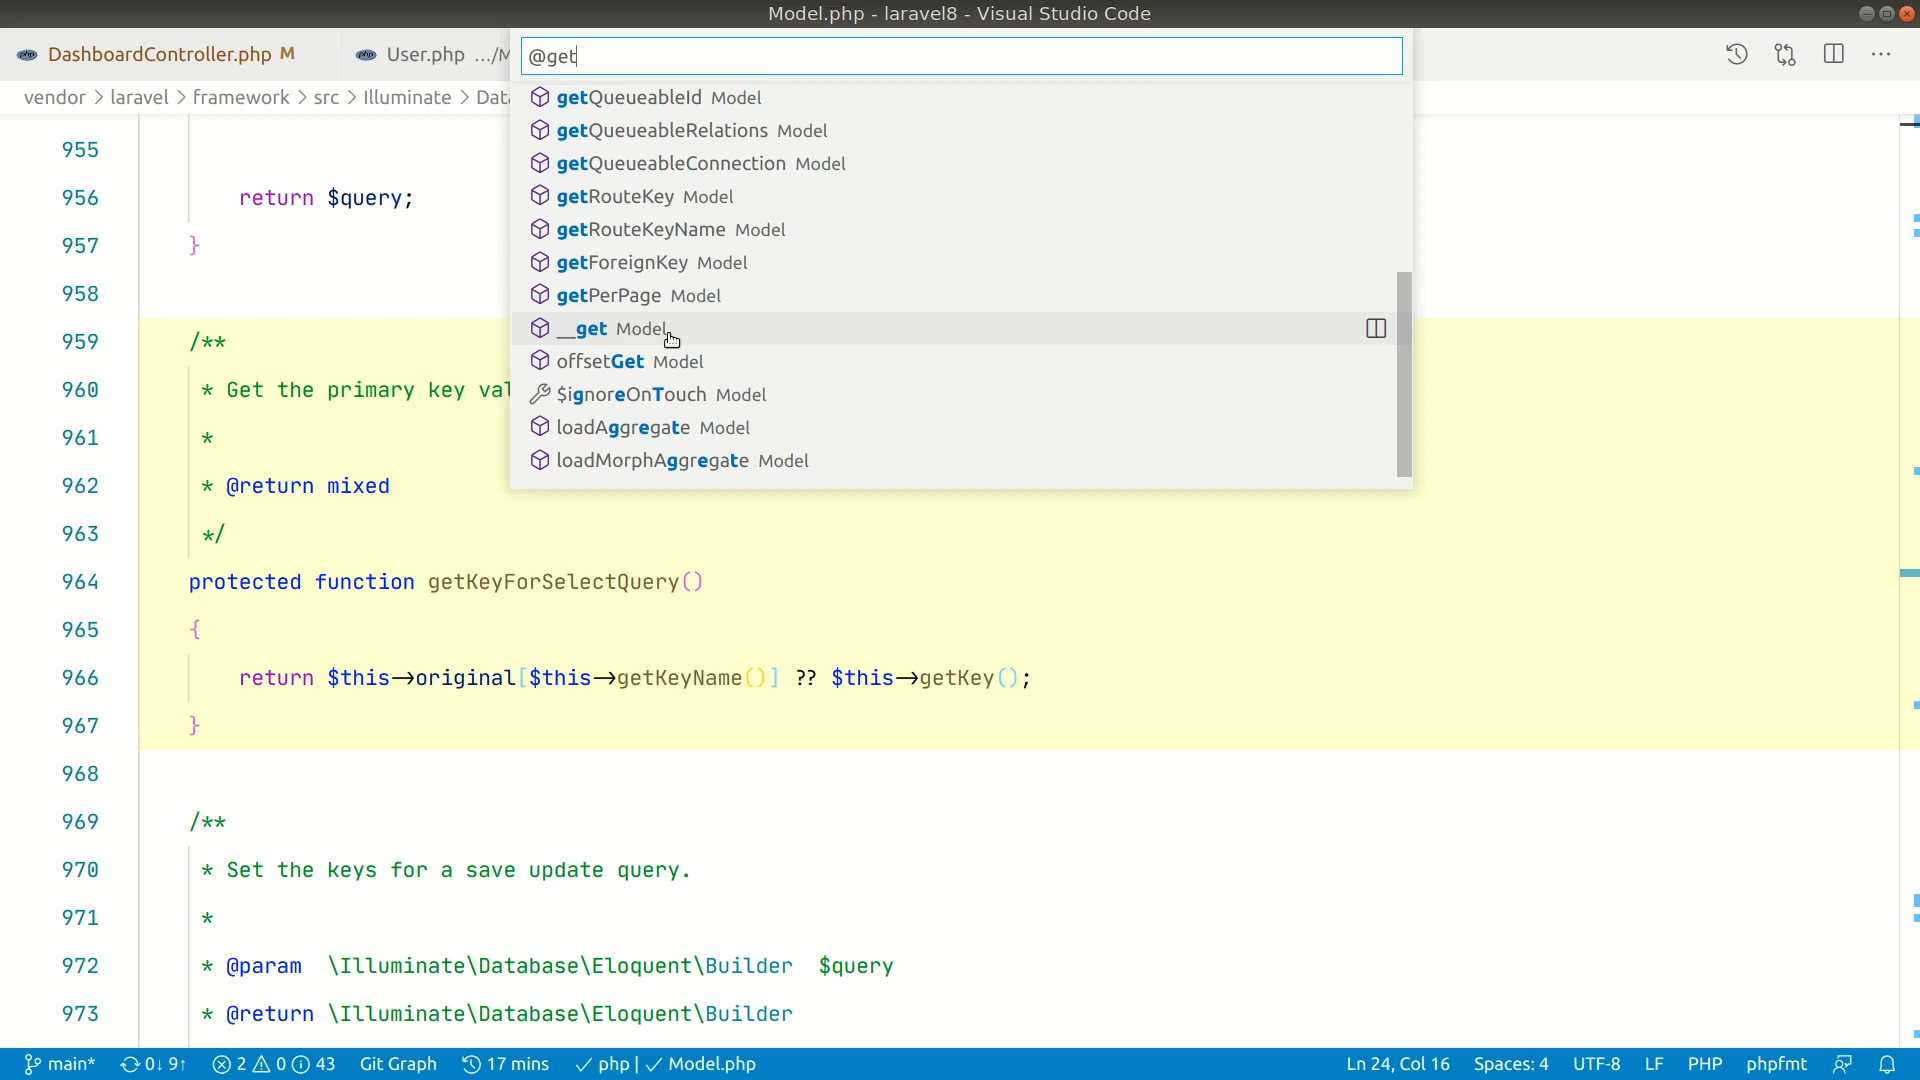 Model.php - laravel8 - Visual Studio Code
DashboardController.php M
User.php .../M
@get
vendor > laravel > framework > src > Illuminate > Data
getQueueableId Model
getQueueableRelations Model
getQueueableConnection Model
getRouteKey Model
getRouteKeyName Model
getForeignKey Model
getPerPage Model
__get Model
offsetGet Model
$ignoreOnTouch Model
loadAggregate Model
loadMorphAggregate Model
955
956 return $query;
957 }
958
959 /**
960 * Get the primary key val
961 *
962 * @return mixed
963 */
964 protected function getKeyForSelectQuery()
965 {
966 return $this->original[$this->getKeyName()] ?? $this->getKey();
967 }
968
969 /**
970 * Set the keys for a save update query.
971 *
972 * @param \Illuminate\Database\Eloquent\Builder $query
973 * @return \Illuminate\Database\Eloquent\Builder
main* 0↓ 9↑ 2 0 43 Git Graph 17 mins ✓ php | ✓ Model.php Ln 24, Col 16 Spaces: 4 UTF-8 LF PHP phpfmt